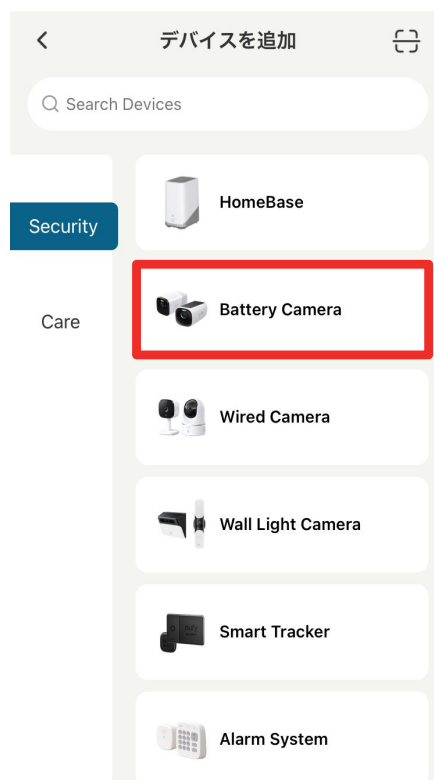 デバイスを追加
Search Devices
Security
Care
HomeBase
Battery Camera
Wired Camera
Wall Light Camera
Smart Tracker
Alarm System